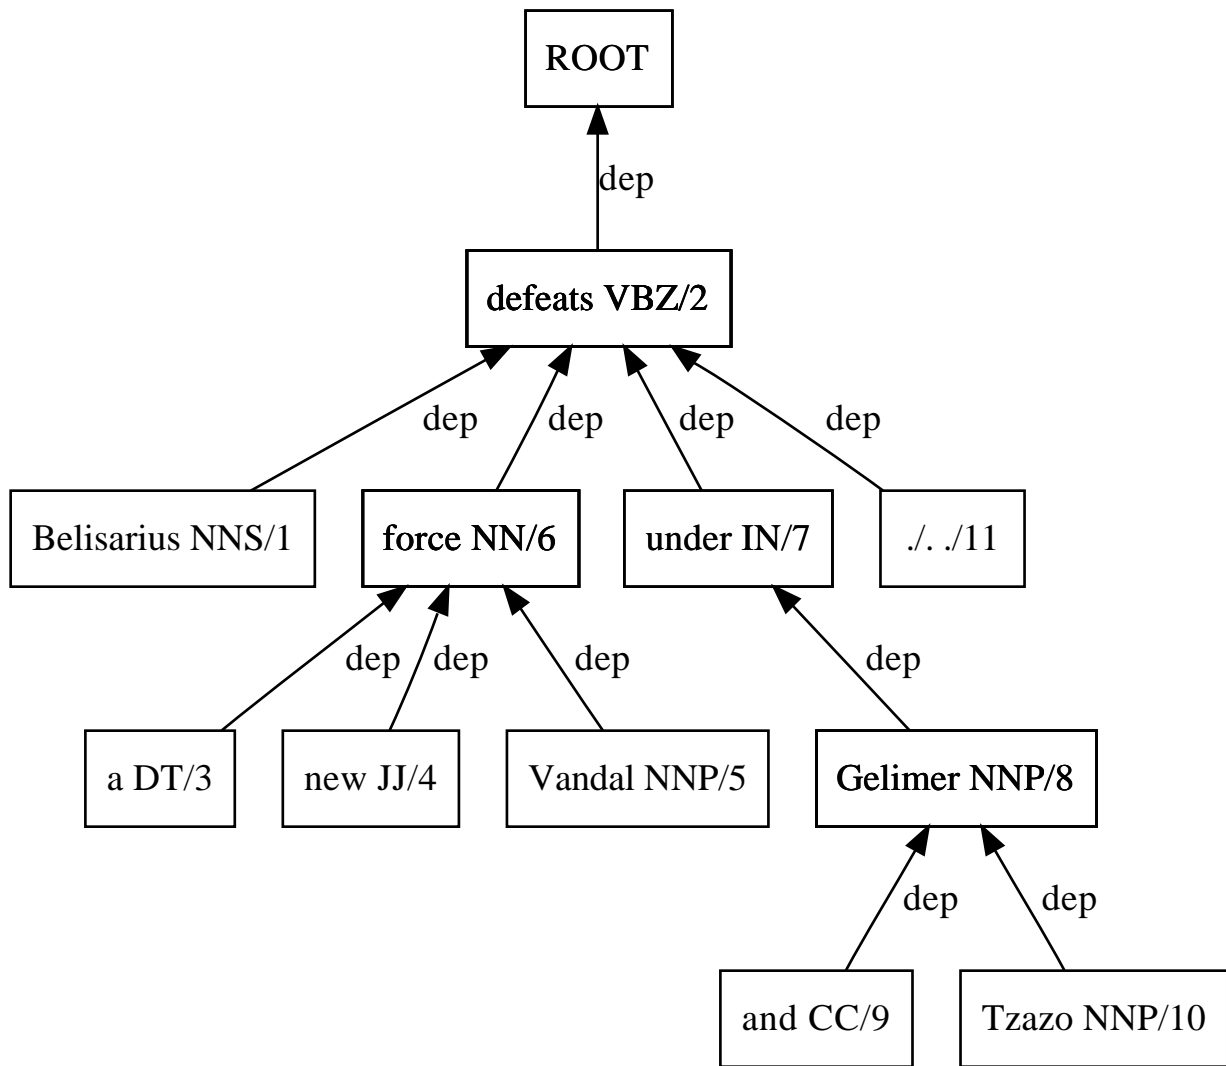 ROOT
dep
defeats VBZ/2
dep dep dep dep
Belisarius NNS/1 force NN/6 under IN/7 ./. ./11
dep dep dep dep
a DT/3 new JJ/4 Vandal NNP/5 Gelimer NNP/8
dep dep
and CC/9 Tzazo NNP/10